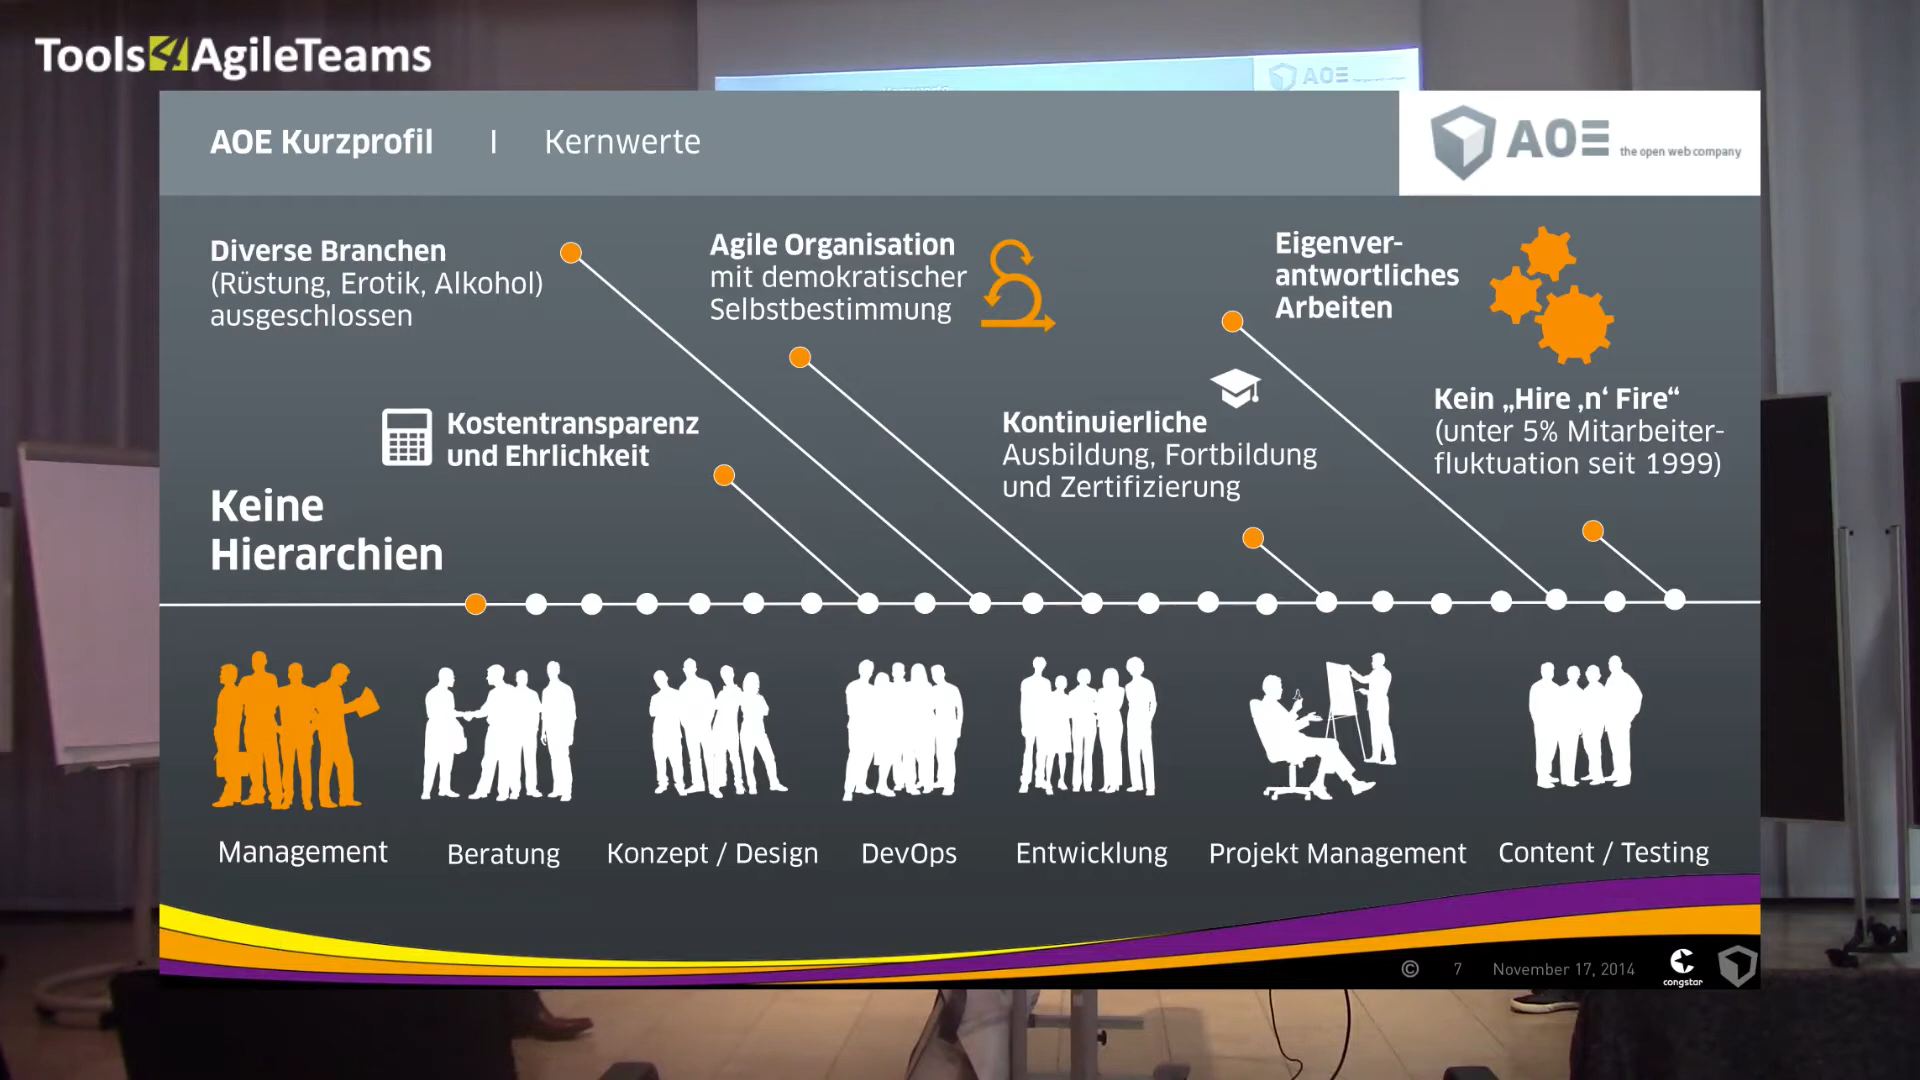 Tools4AgileTeams
AOE
AOE Kurzprofil | Kernwerte
AOE the open web company
Diverse Branchen
(Rüstung, Erotik, Alkohol)
ausgeschlossen
Agile Organisation
mit demokratischer
Selbstbestimmung
Eigenver-
antwortliches
Arbeiten
Kostentransparenz
und Ehrlichkeit
Kontinuierliche
Ausbildung, Fortbildung
und Zertifizierung
Kein „Hire ‚n‘ Fire“
(unter 5% Mitarbeiter-
fluktuation seit 1999)
Keine
Hierarchien
Management
Beratung
Konzept / Design
DevOps
Entwicklung
Projekt Management
Content / Testing
© 7 November 17, 2014
congstar